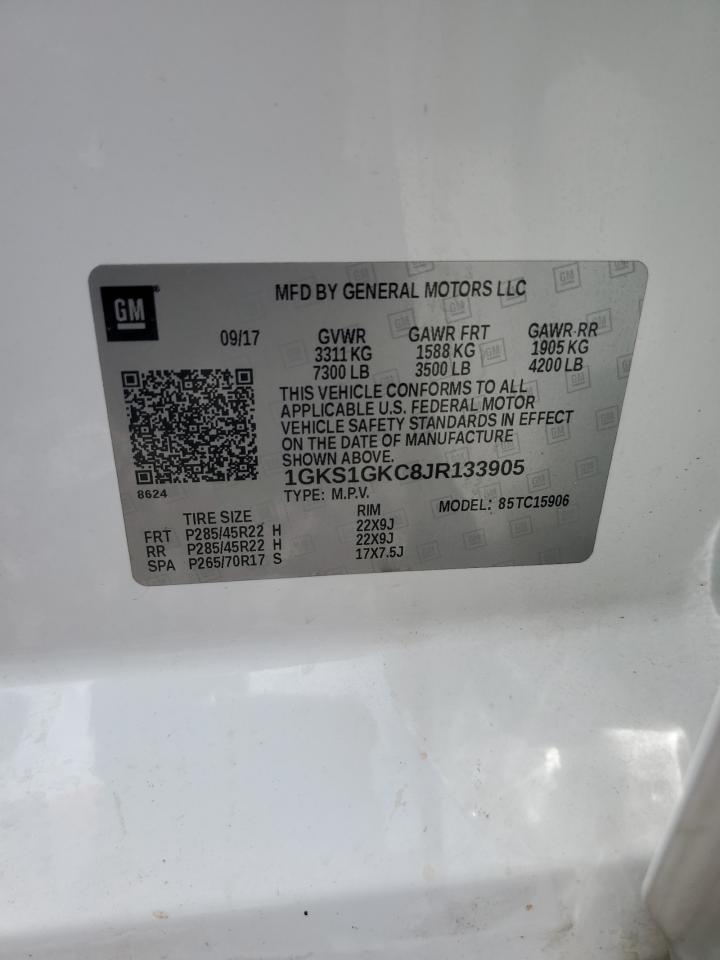 GM
MFD BY GENERAL MOTORS LLC
09/17 GVWR GAWR FRT GAWR RR
3311 KG 1588 KG 1905 KG
7300 LB 3500 LB 4200 LB
THIS VEHICLE CONFORMS TO ALL
APPLICABLE U.S. FEDERAL MOTOR
VEHICLE SAFETY STANDARDS IN EFFECT
ON THE DATE OF MANUFACTURE
SHOWN ABOVE.
8624
1GKS1GKC8JR133905
TYPE: M.P.V. MODEL: 85TC15906
TIRE SIZE RIM
FRT P285/45R22 H 22X9J
RR P285/45R22 H 22X9J
SPA P265/70R17 S 17X7.5J